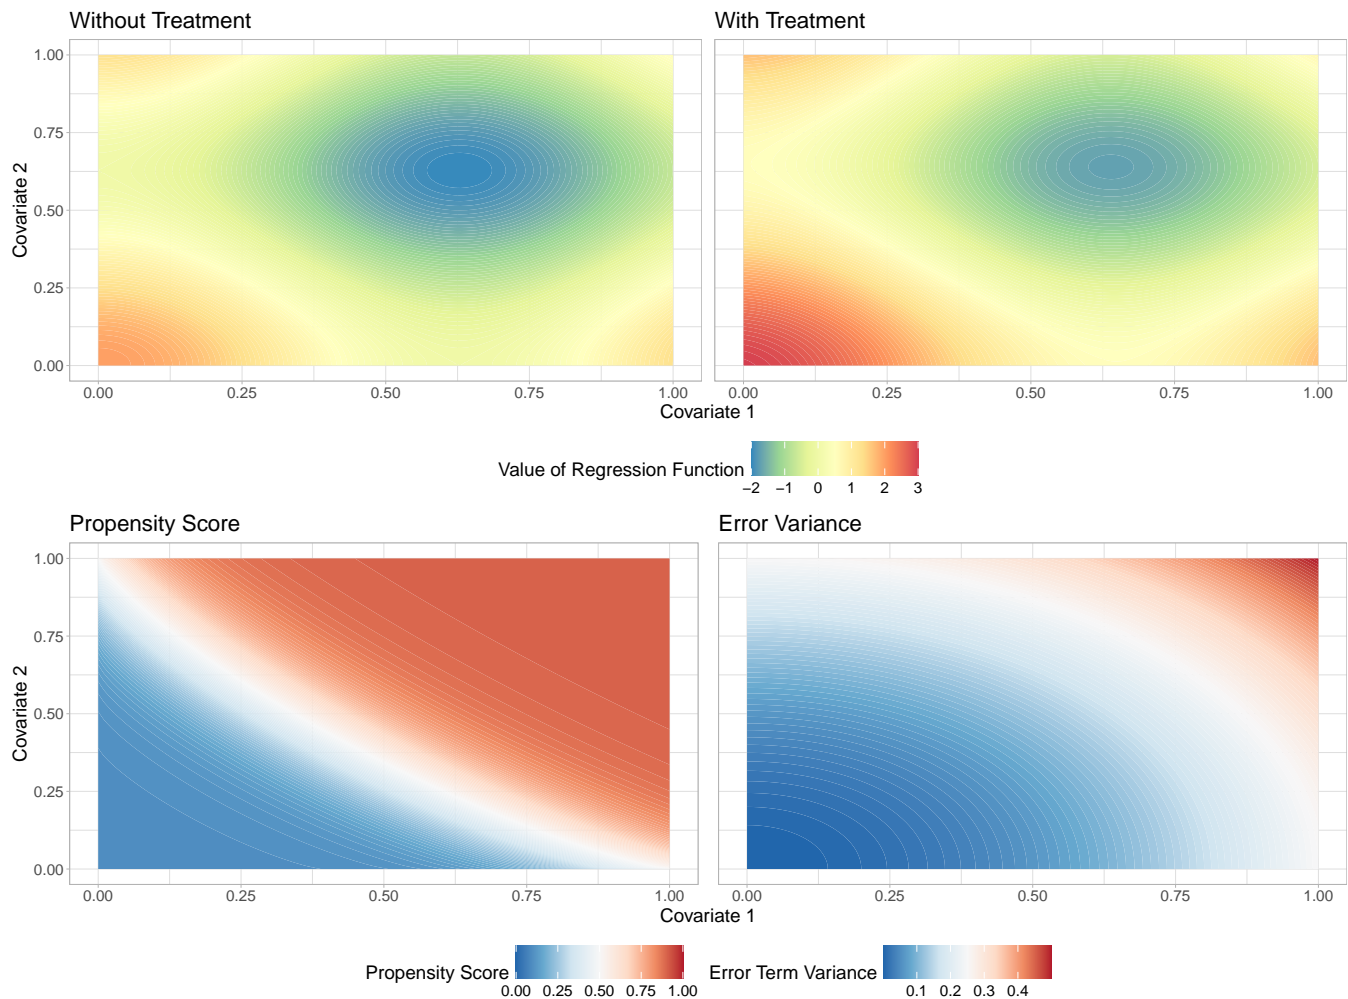 Without Treatment
With Treatment
Covariate 2
1.00
0.75
0.50
0.25
0.00
0.00 0.25 0.50 0.75 1.00
0.00 0.25 0.50 0.75 1.00
Covariate 1
Value of Regression Function
−2 −1 0 1 2 3
Propensity Score
Error Variance
Covariate 2
1.00
0.75
0.50
0.25
0.00
0.00 0.25 0.50 0.75 1.00
0.00 0.25 0.50 0.75 1.00
Covariate 1
Propensity Score
0.00 0.25 0.50 0.75 1.00
Error Term Variance
0.1 0.2 0.3 0.4